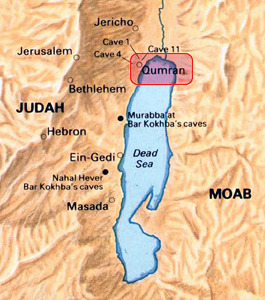 Jericho
Cave 1
Cave 11
Cave 4
Jerusalem
Qumran
Bethlehem
JUDAH
Murabba'at
Bar Kokhba's caves
Hebron
Ein-Gedi
Dead
Sea
Nahal Hever
Bar Kokhba's caves
MOAB
Masada